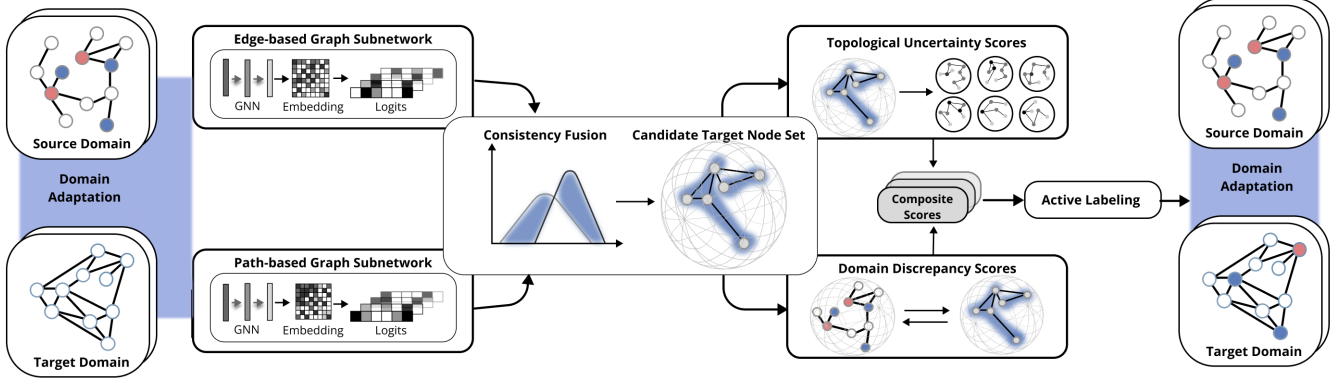 Source Domain
Domain
Adaptation
Target Domain
Edge-based Graph Subnetwork
GNN
Embedding
Logits
Path-based Graph Subnetwork
GNN
Embedding
Logits
Consistency Fusion
Candidate Target Node Set
Topological Uncertainty Scores
Composite
Scores
Domain Discrepancy Scores
Active Labeling
Source Domain
Domain
Adaptation
Target Domain